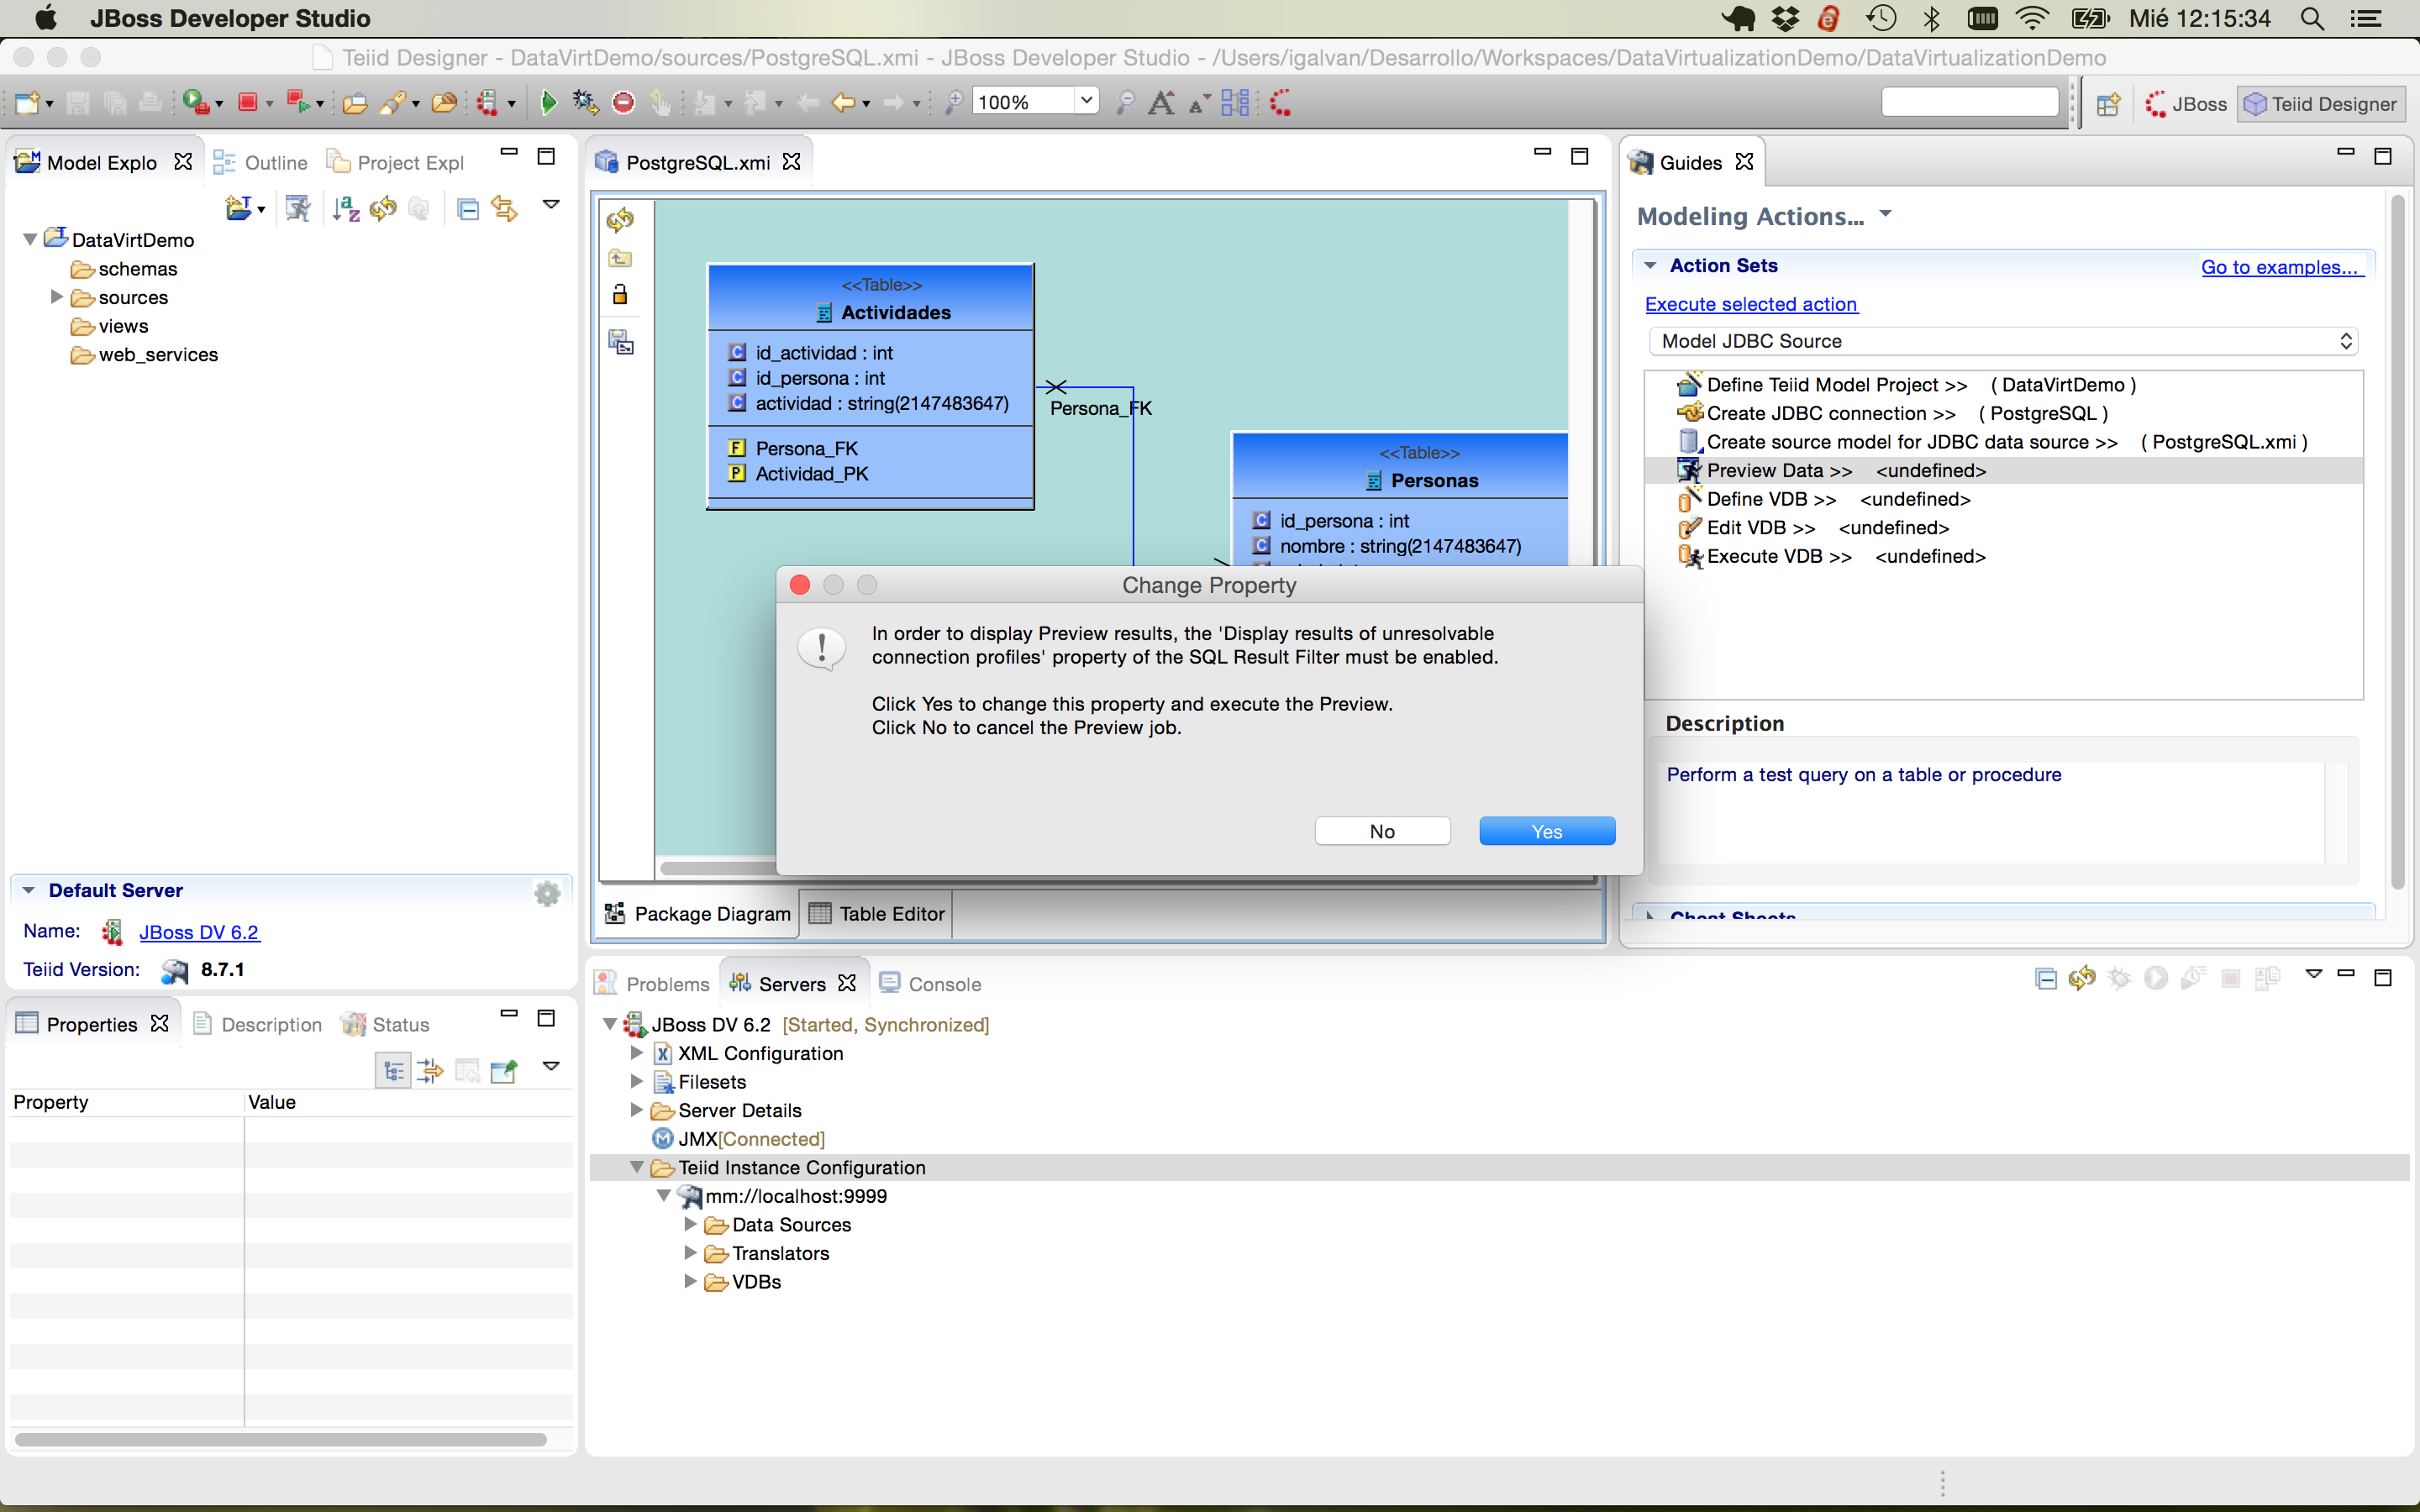 JBoss Developer Studio
Mié 12:15:34
Teiid Designer - DataVirtDemo/sources/PostgreSQL.xmi - JBoss Developer Studio - /Users/igalvan/Desarrollo/Workspaces/DataVirtualizationDemo/DataVirtualizationDemo
100%
JBoss
Teiid Designer
Model Explo
Outline
Project Expl
DataVirtDemo
schemas
sources
views
web_services
Default Server
Name: JBoss DV 6.2
Teiid Version: 8.7.1
Properties
Description
Status
Property
Value
PostgreSQL.xmi
<<Table>>
Actividades
id_actividad : int
id_persona : int
actividad : string(2147483647)
Persona_FK
Actividad_PK
Persona_FK
<<Table>>
Personas
id_persona : int
nombre : string(2147483647)
Change Property
In order to display Preview results, the 'Display results of unresolvable
connection profiles' property of the SQL Result Filter must be enabled.
Click Yes to change this property and execute the Preview.
Click No to cancel the Preview job.
No
Yes
Package Diagram
Table Editor
Guides
Modeling Actions...
Action Sets
Go to examples...
Execute selected action
Model JDBC Source
Define Teiid Model Project >> ( DataVirtDemo )
Create JDBC connection >> ( PostgreSQL )
Create source model for JDBC data source >> ( PostgreSQL.xmi )
Preview Data >> <undefined>
Define VDB >> <undefined>
Edit VDB >> <undefined>
Execute VDB >> <undefined>
Description
Perform a test query on a table or procedure
Cheat Sheets
Problems
Servers
Console
JBoss DV 6.2 [Started, Synchronized]
XML Configuration
Filesets
Server Details
JMX[Connected]
Teiid Instance Configuration
mm://localhost:9999
Data Sources
Translators
VDBs